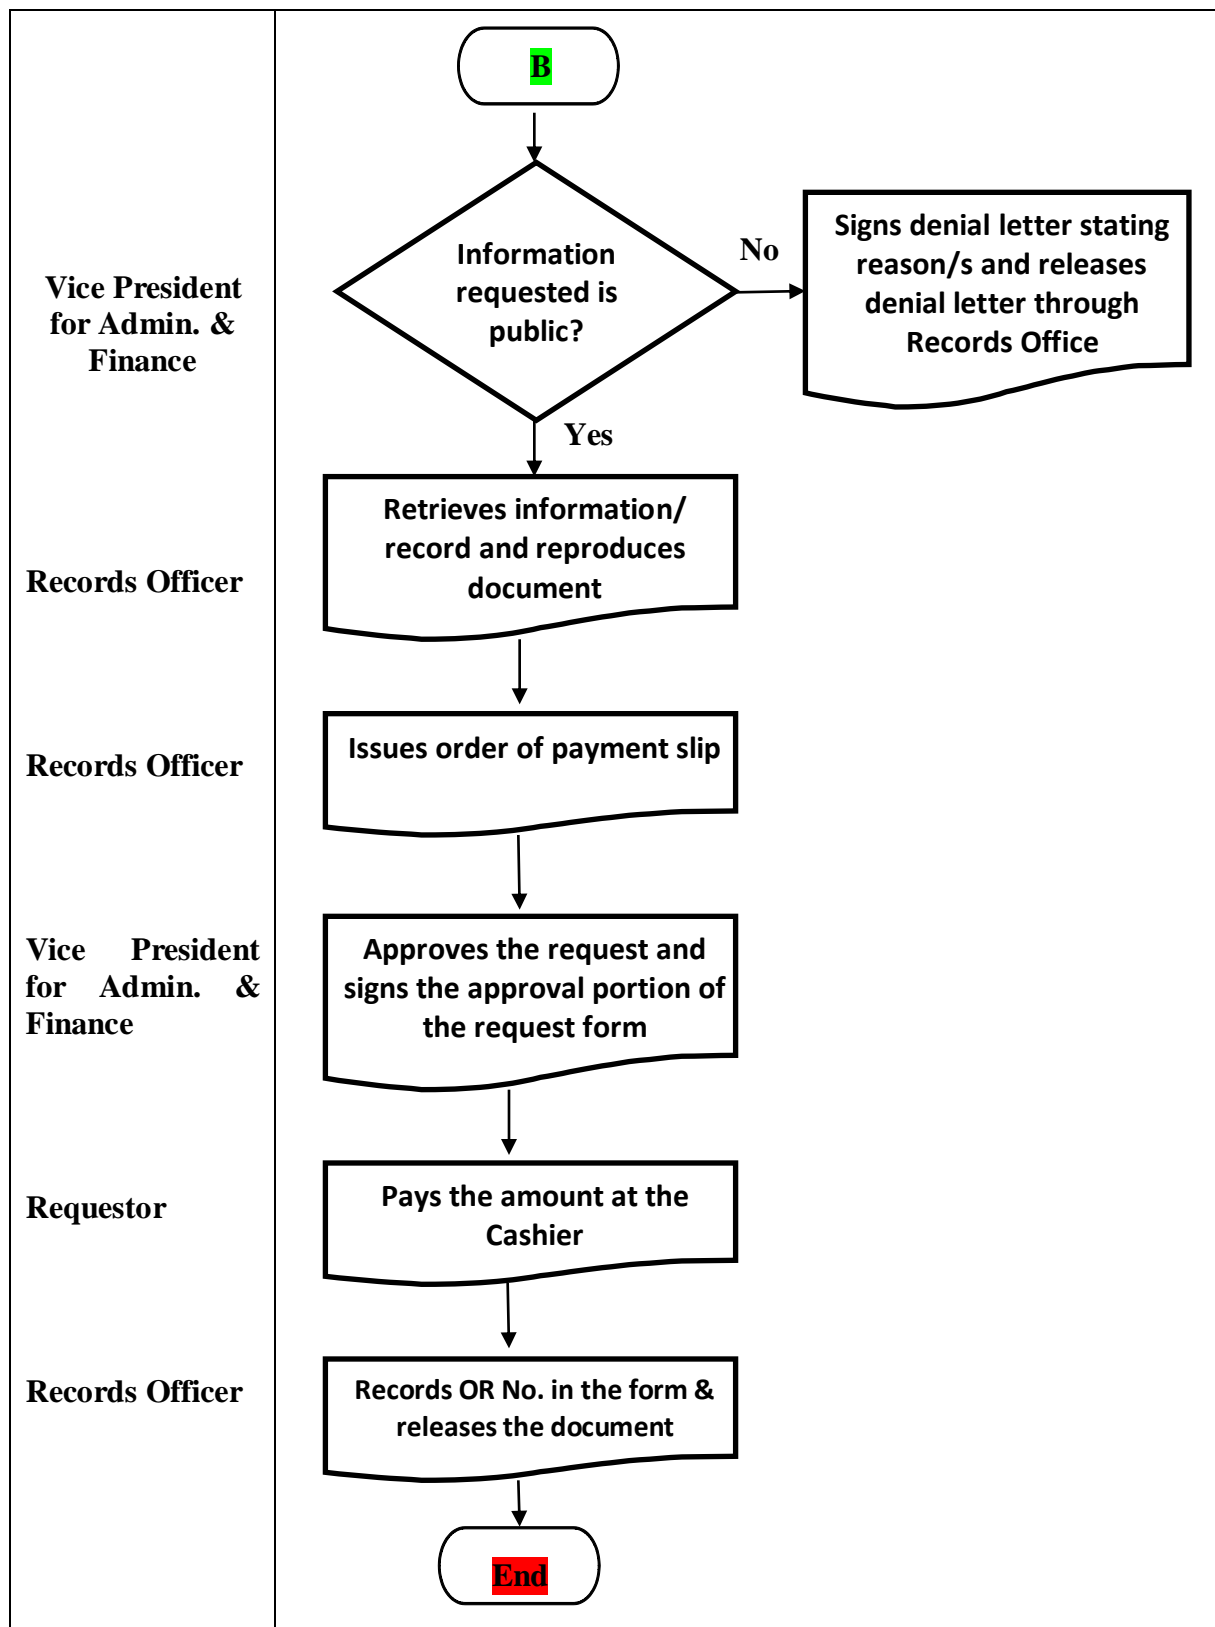 B
Vice President
for Admin. &
Finance
Information
requested is
public?
No
Signs denial letter stating
reason/s and releases
denial letter through
Records Office
Yes
Records Officer
Retrieves information/
record and reproduces
document
Records Officer
Issues order of payment slip
Vice President
for Admin. &
Finance
Approves the request and
signs the approval portion of
the request form
Requestor
Pays the amount at the
Cashier
Records Officer
Records OR No. in the form &
releases the document
End